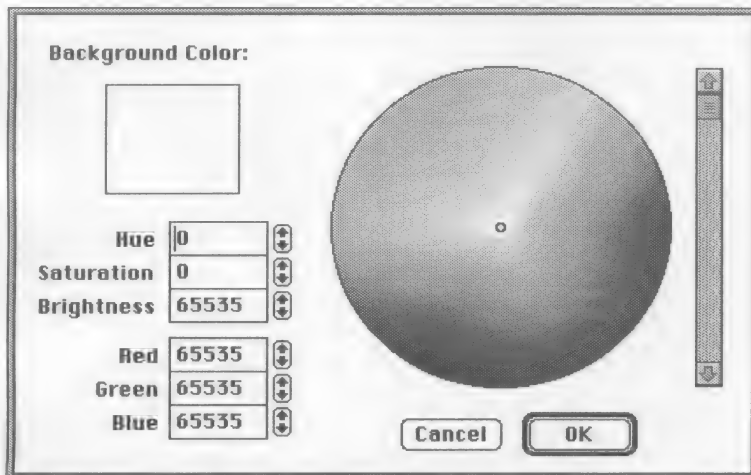 Background Color:
Hue 0
Saturation 0
Brightness 65535
Red 65535
Green 65535
Blue 65535
Cancel OK